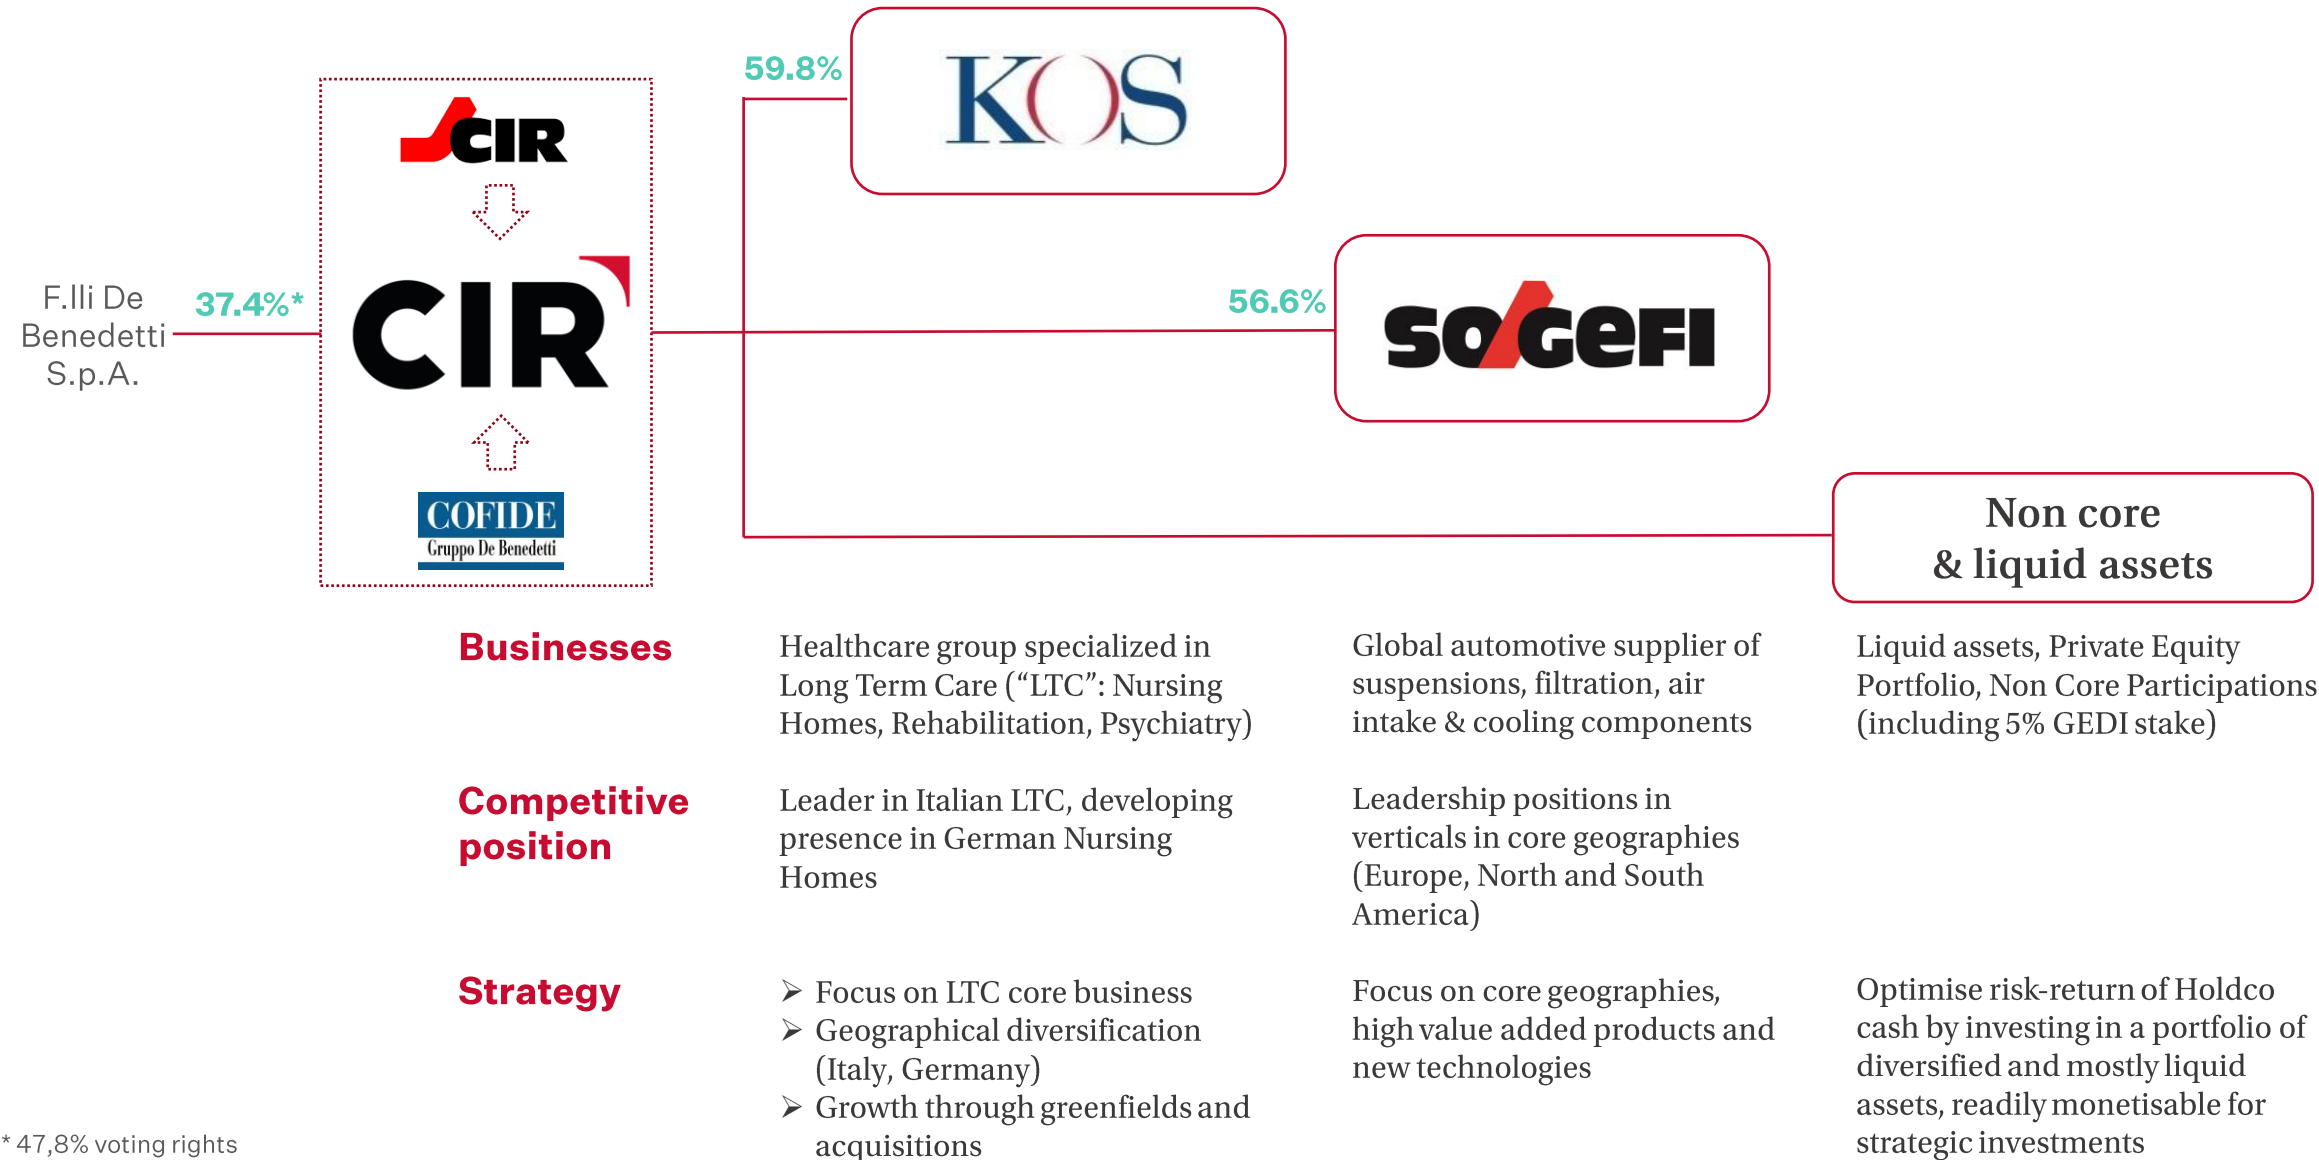 59.8%
KOS
CIR
F.lli De
Benedetti
S.p.A.
37.4%*
CIR
56.6%
SOGEFI
COFIDE
Gruppo De Benedetti
Non core
& liquid assets
Businesses
Healthcare group specialized in
Long Term Care (“LTC”: Nursing
Homes, Rehabilitation, Psychiatry)
Global automotive supplier of
suspensions, filtration, air
intake & cooling components
Liquid assets, Private Equity
Portfolio, Non Core Participations
(including 5% GEDI stake)
Competitive
position
Leader in Italian LTC, developing
presence in German Nursing
Homes
Leadership positions in
verticals in core geographies
(Europe, North and South
America)
Strategy
➢ Focus on LTC core business
➢ Geographical diversification
(Italy, Germany)
➢ Growth through greenfields and
acquisitions
Focus on core geographies,
high value added products and
new technologies
Optimise risk-return of Holdco
cash by investing in a portfolio of
diversified and mostly liquid
assets, readily monetisable for
strategic investments
* 47,8% voting rights